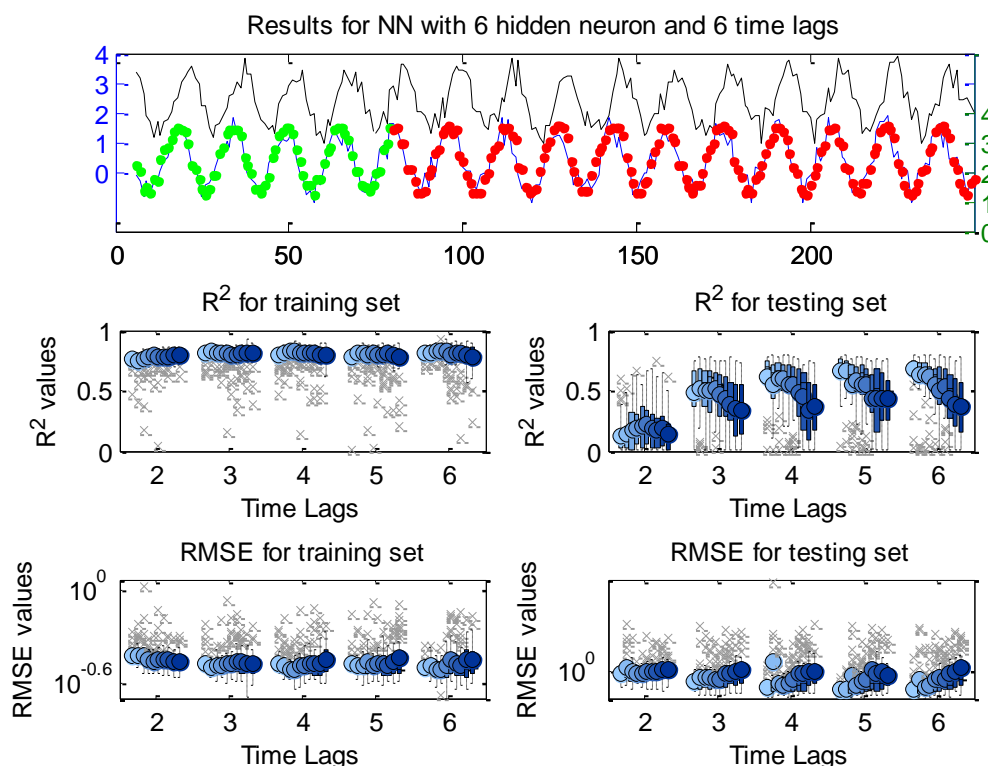 Results for NN with 6 hidden neuron and 6 time lags
4
3
2
1
0
4
3
2
1
0
0 50 100 150 200
R² for training set
R² for testing set
R² values
1
0.5
0
2 3 4 5 6
Time Lags
R² values
1
0.5
0
2 3 4 5 6
Time Lags
RMSE for training set
RMSE for testing set
RMSE values
10⁰
10⁻⁰·⁶
2 3 4 5 6
Time Lags
RMSE values
10⁰
2 3 4 5 6
Time Lags